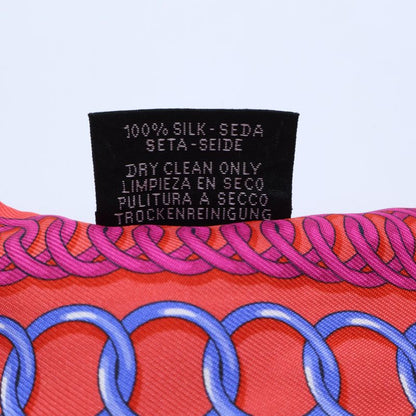 100% SILK - SEDA
SETA - SEIDE
DRY CLEAN ONLY
LIMPIEZA EN SECO
PULITURA A SECCO
TROCKENREINIGUNG